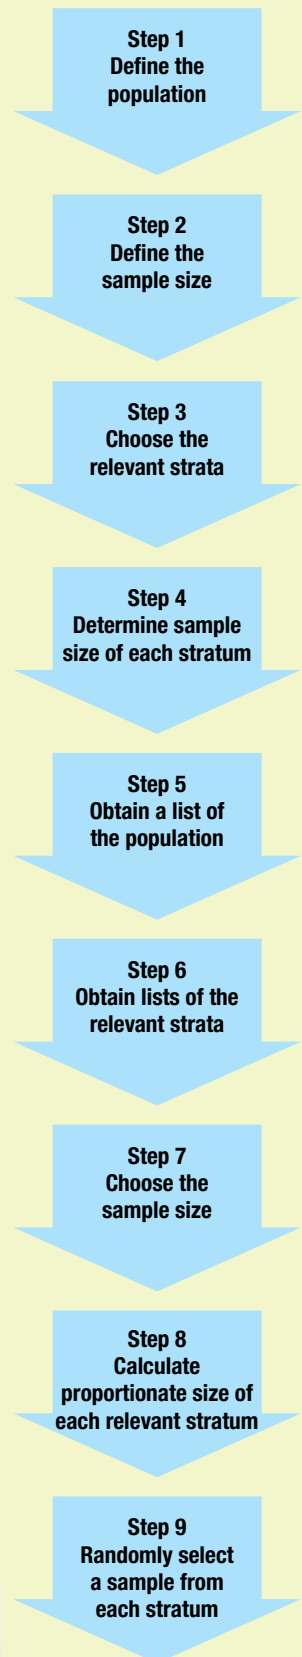 Step 1
Define the
population
Step 2
Define the
sample size
Step 3
Choose the
relevant strata
Step 4
Determine sample
size of each stratum
Step 5
Obtain a list of
the population
Step 6
Obtain lists of the
relevant strata
Step 7
Choose the
sample size
Step 8
Calculate
proportionate size of
each relevant stratum
Step 9
Randomly select
a sample from
each stratum